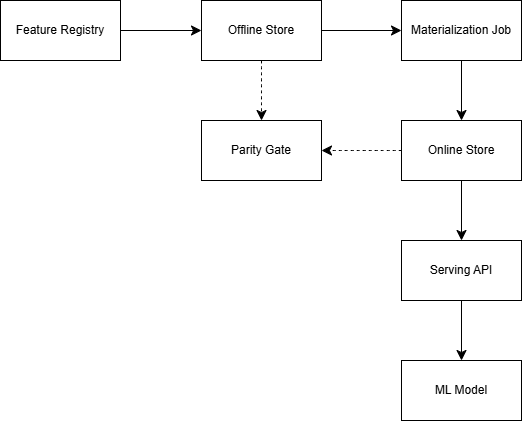 Feature Registry
Offline Store
Materialization Job
Parity Gate
Online Store
Serving API
ML Model